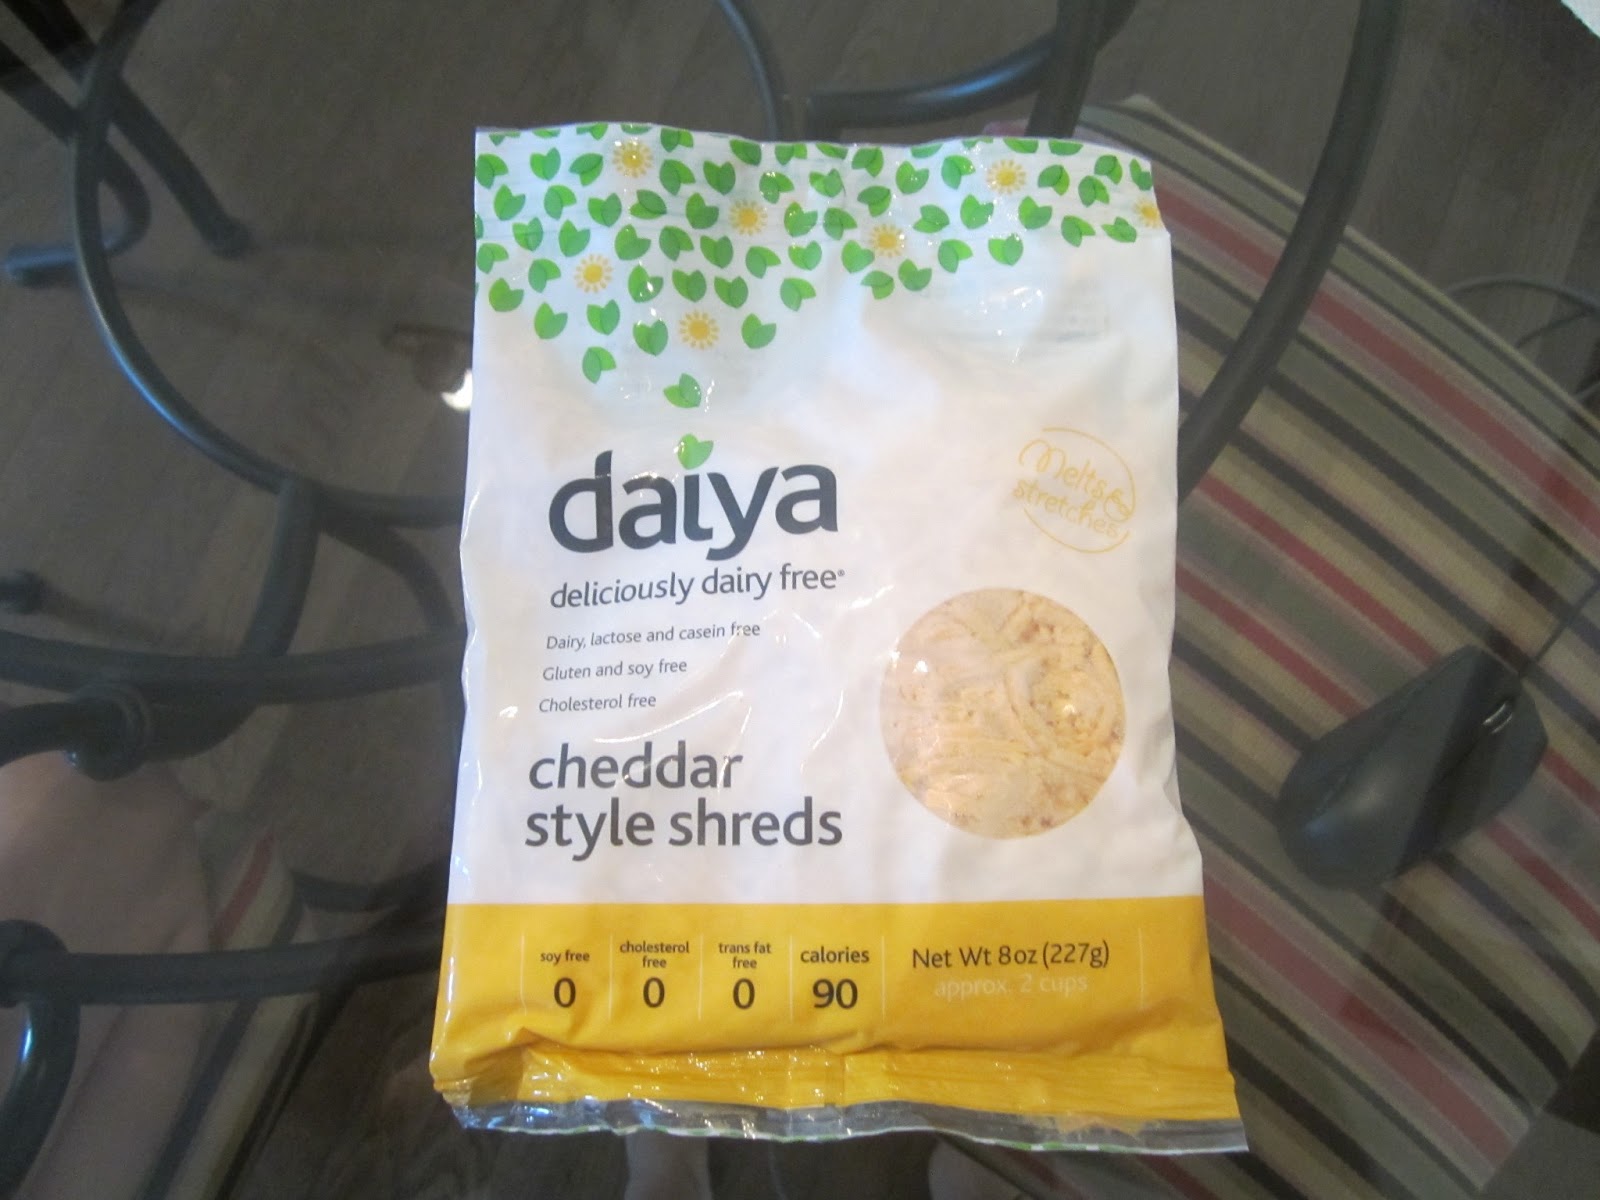 daiya
deliciously dairy free®
Melts &
stretches
Dairy, lactose and casein free
Gluten and soy free
Cholesterol free
cheddar
style shreds
soy free
0
cholesterol
free
0
trans fat
free
0
calories
90
Net Wt 8oz (227g)
approx. 2 cups